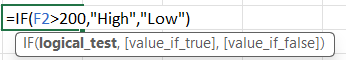 =IF(F2>200,"High","Low")
IF(logical_test, [value_if_true], [value_if_false])